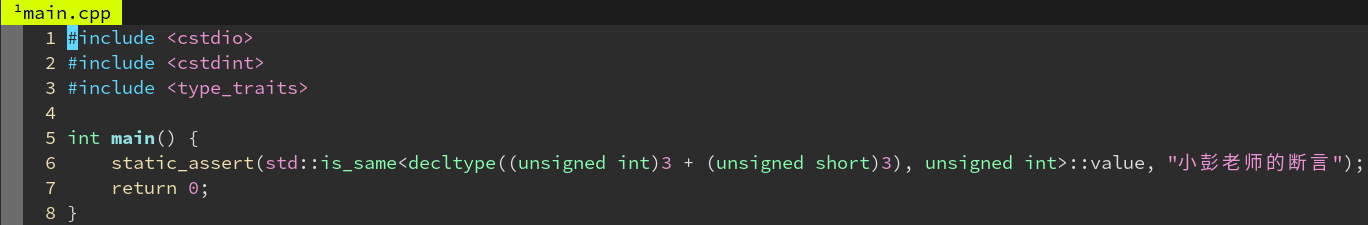 ¹main.cpp
1 #include <cstdio>
2 #include <cstdint>
3 #include <type_traits>
4
5 int main() {
6     static_assert(std::is_same<decltype((unsigned int)3 + (unsigned short)3), unsigned int>::value, "小彭老师的断言");
7     return 0;
8 }